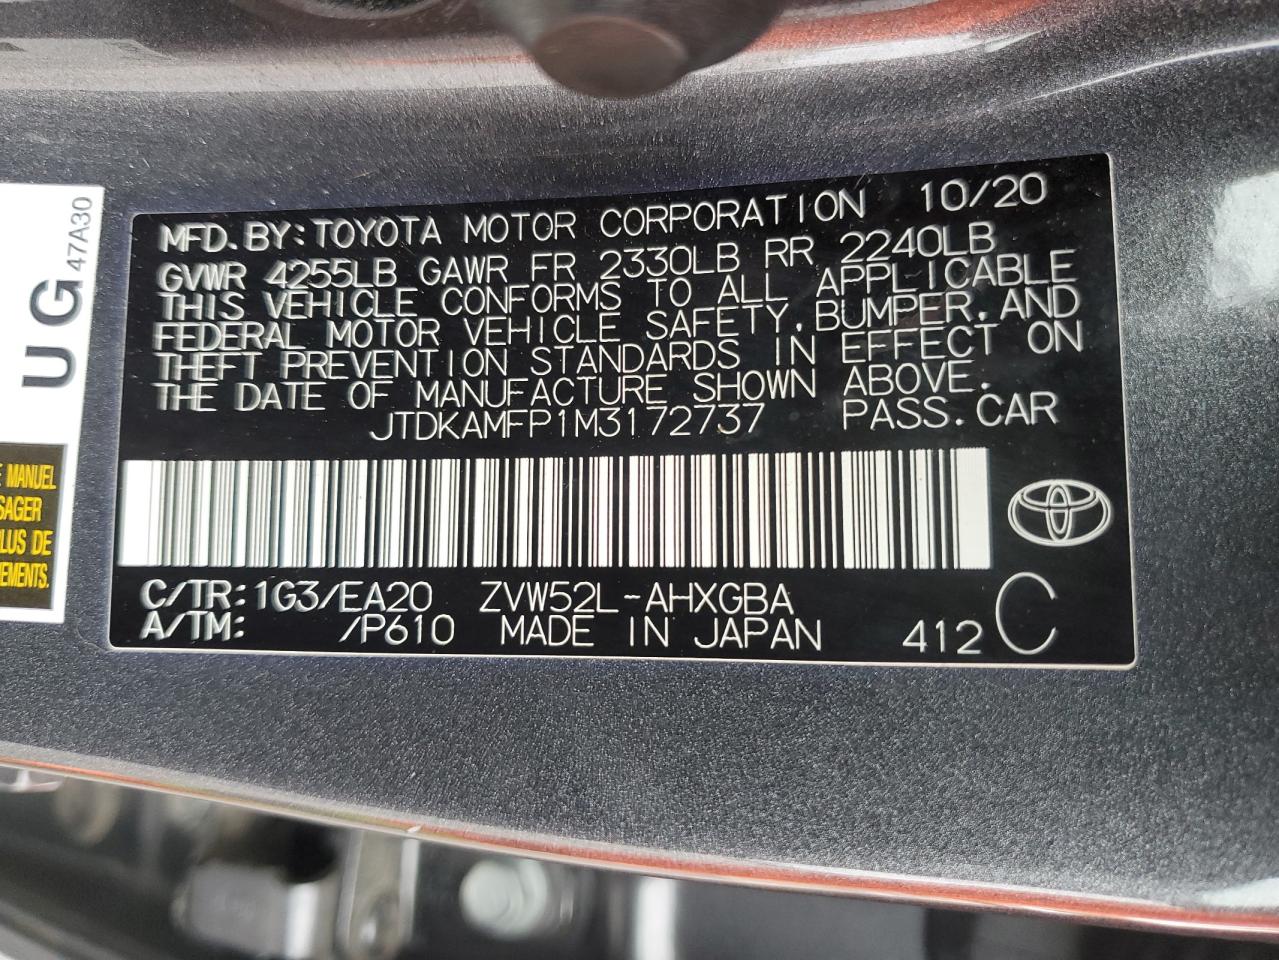 MFD.BY:TOYOTA MOTOR CORPORATION 10/20
GVWR 4255LB GAWR FR 2330LB RR 2240LB
THIS VEHICLE CONFORMS TO ALL APPLICABLE
FEDERAL MOTOR VEHICLE SAFETY,BUMPER,AND
THEFT PREVENTION STANDARDS IN EFFECT ON
THE DATE OF MANUFACTURE SHOWN ABOVE.
JTDKAMFP1M3172737 PASS.CAR
C/TR:1G3/EA20 ZVW52L-AHXGBA
A/TM: /P610 MADE IN JAPAN 412 C
UG
47A30
MANUEL
SAGER
LUS DE
EMENTS.